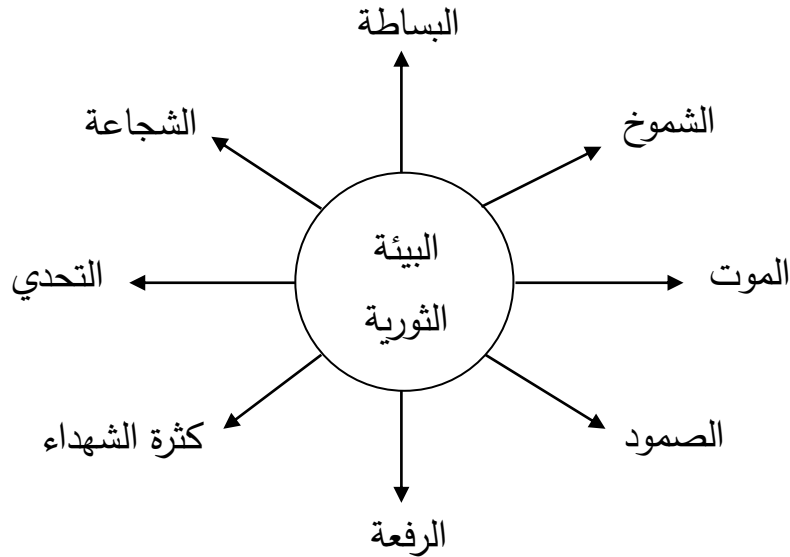 البساطة
الشموخ
الشجاعة
البيئة
الثورية
الموت
التحدي
الصمود
كثرة الشهداء
الرفعة